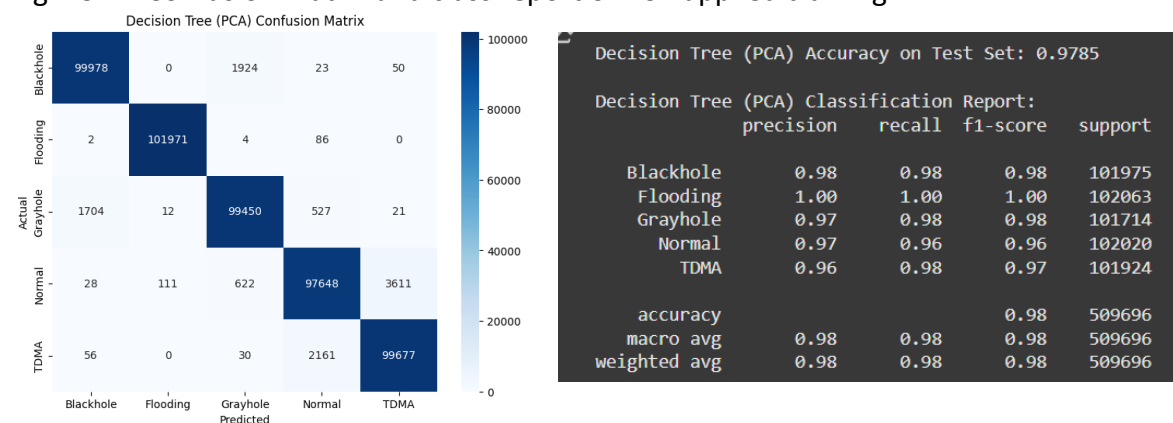 Decision Tree (PCA) Confusion Matrix
Blackhole 99978 0 1924 23 50
Flooding 2 101971 4 86 0
Grayhole 1704 12 99450 527 21
Normal 28 111 622 97648 3611
TDMA 56 0 30 2161 99677
Actual
Blackhole Flooding Grayhole Normal TDMA
Predicted
100000
80000
60000
40000
20000
0
Decision Tree (PCA) Accuracy on Test Set: 0.9785
Decision Tree (PCA) Classification Report:
precision recall f1-score support
Blackhole 0.98 0.98 0.98 101975
Flooding 1.00 1.00 1.00 102063
Grayhole 0.97 0.98 0.98 101714
Normal 0.97 0.96 0.96 102020
TDMA 0.96 0.98 0.97 101924
accuracy 0.98 509696
macro avg 0.98 0.98 0.98 509696
weighted avg 0.98 0.98 0.98 509696